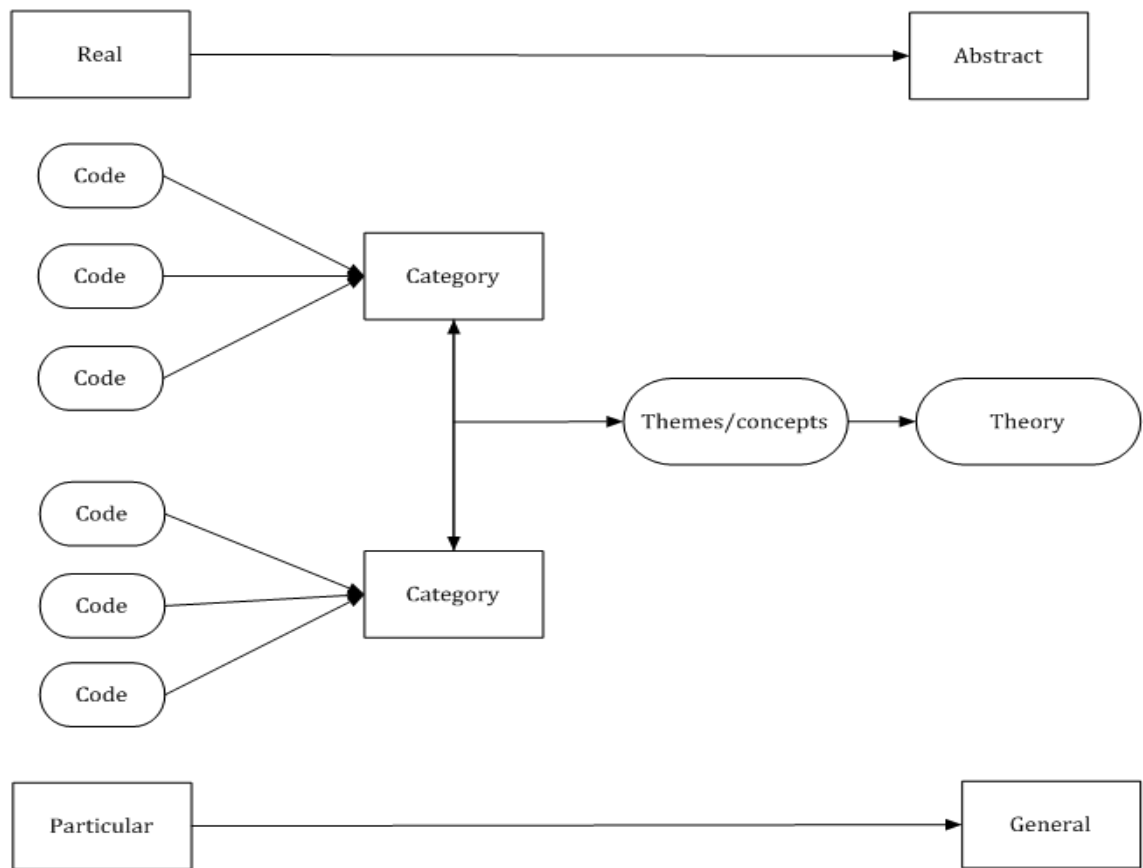 Real
Abstract
Code
Code
Category
Code
Themes/concepts
Theory
Code
Code
Category
Code
Particular
General